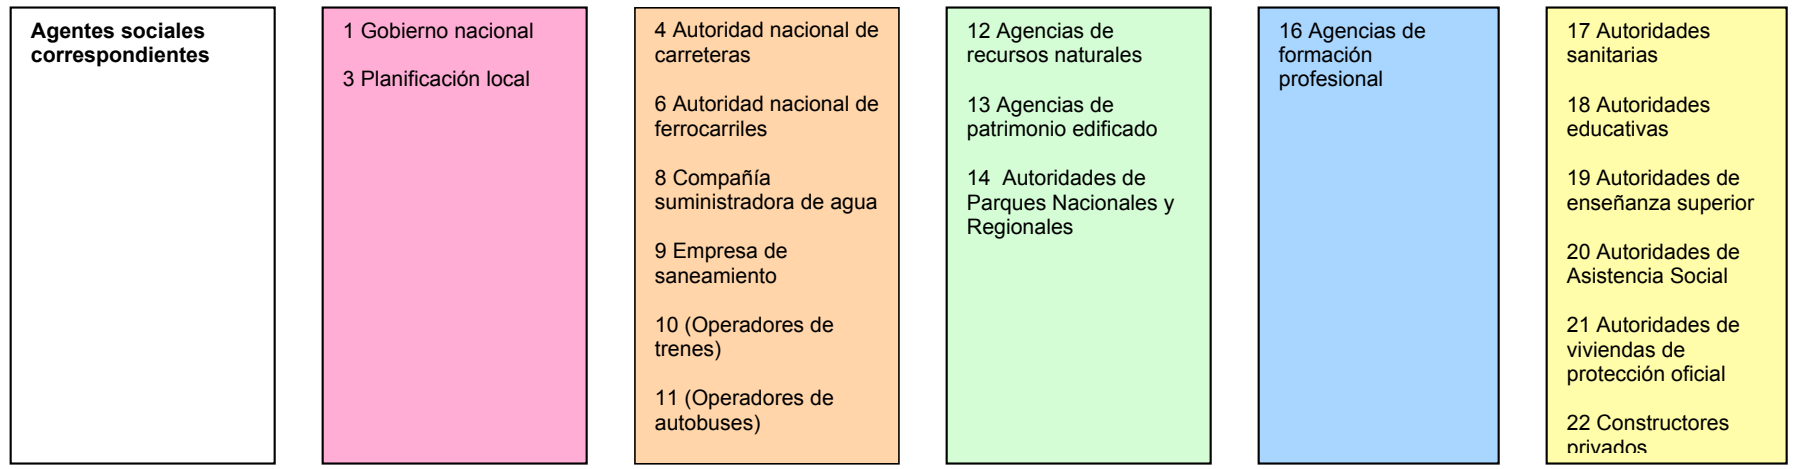 Agentes sociales
correspondientes
1 Gobierno nacional
3 Planificación local
4 Autoridad nacional de
carreteras
6 Autoridad nacional de
ferrocarriles
8 Compañía
suministradora de agua
9 Empresa de
saneamiento
10 (Operadores de
trenes)
11 (Operadores de
autobuses)
12 Agencias de
recursos naturales
13 Agencias de
patrimonio edificado
14  Autoridades de
Parques Nacionales y
Regionales
16 Agencias de
formación
profesional
17 Autoridades
sanitarias
18 Autoridades
educativas
19 Autoridades de
enseñanza superior
20 Autoridades de
Asistencia Social
21 Autoridades de
viviendas de
protección oficial
22 Constructores
privados